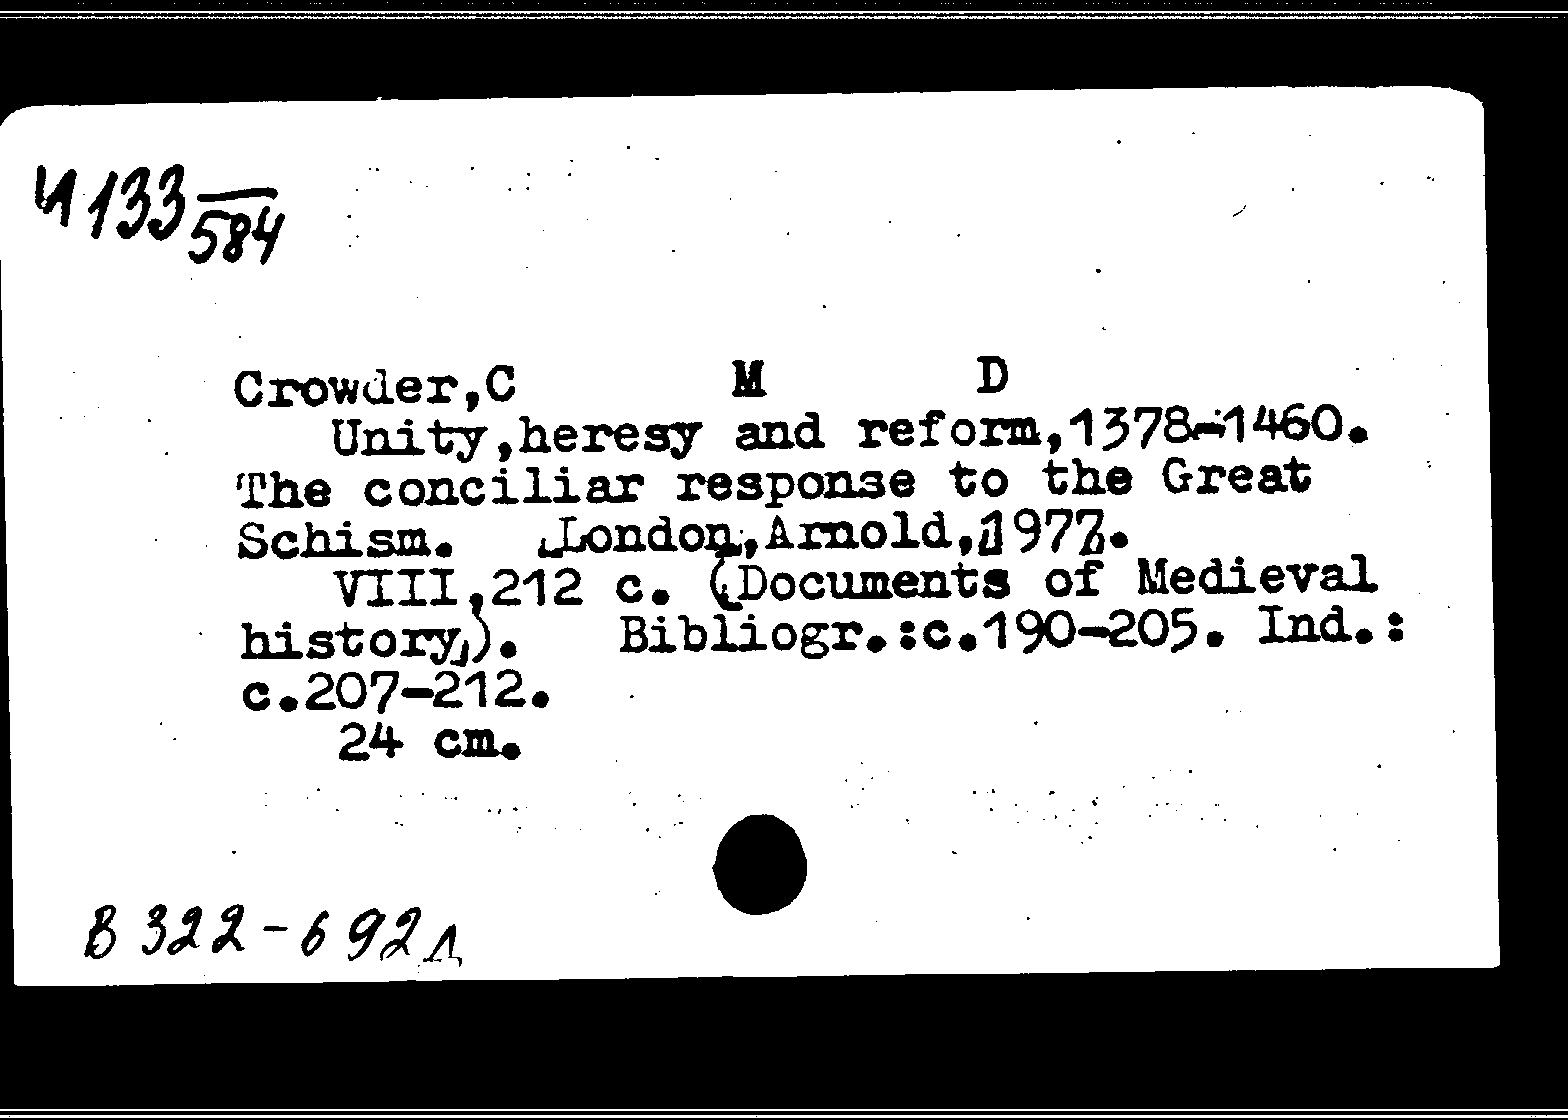 И 133/584
Crowder,C M D
Unity,heresy and reform,1378-1460.
The conciliar response to the Great
Schism. London,Arnold,1977.
VIII,212 c. (Documents of Medieval
history). Bibliogr.:c.190-205. Ind.:
c.207-212.
24 cm.
В 322-692д